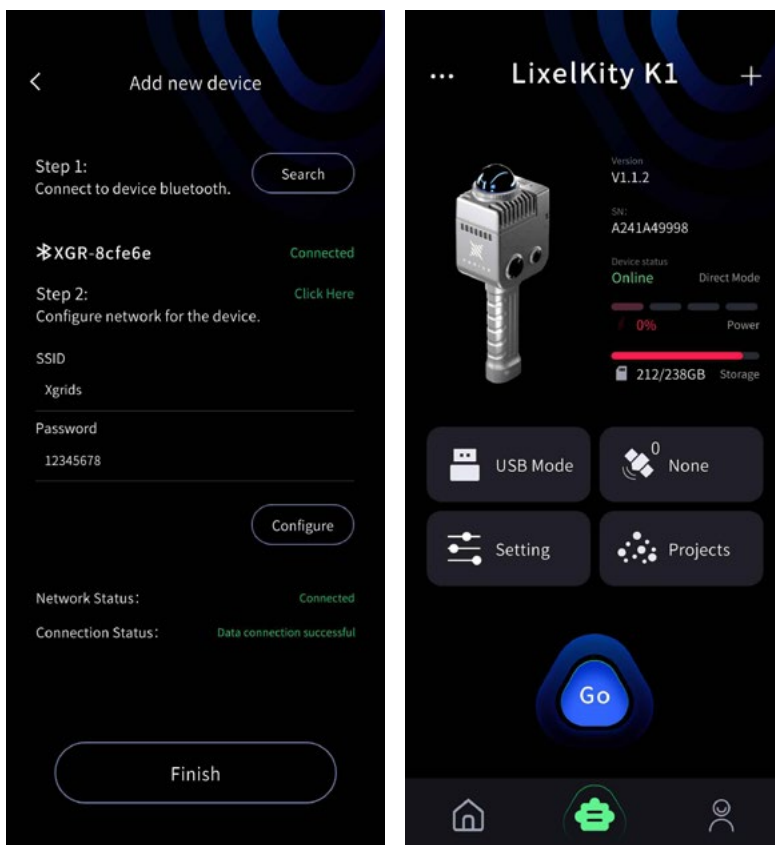 Add new device
Step 1:
Connect to device bluetooth.
Search
XGR-8cfe6e
Connected
Step 2:
Click Here
Configure network for the device.
SSID
Xgrids
Password
12345678
Configure
Network Status:
Connected
Connection Status:
Data connection successful
Finish
LixelKity K1
Version
V1.1.2
SN:
A241A49998
Device status
Online
Direct Mode
0%
Power
212/238GB
Storage
USB Mode
0
None
Setting
Projects
Go